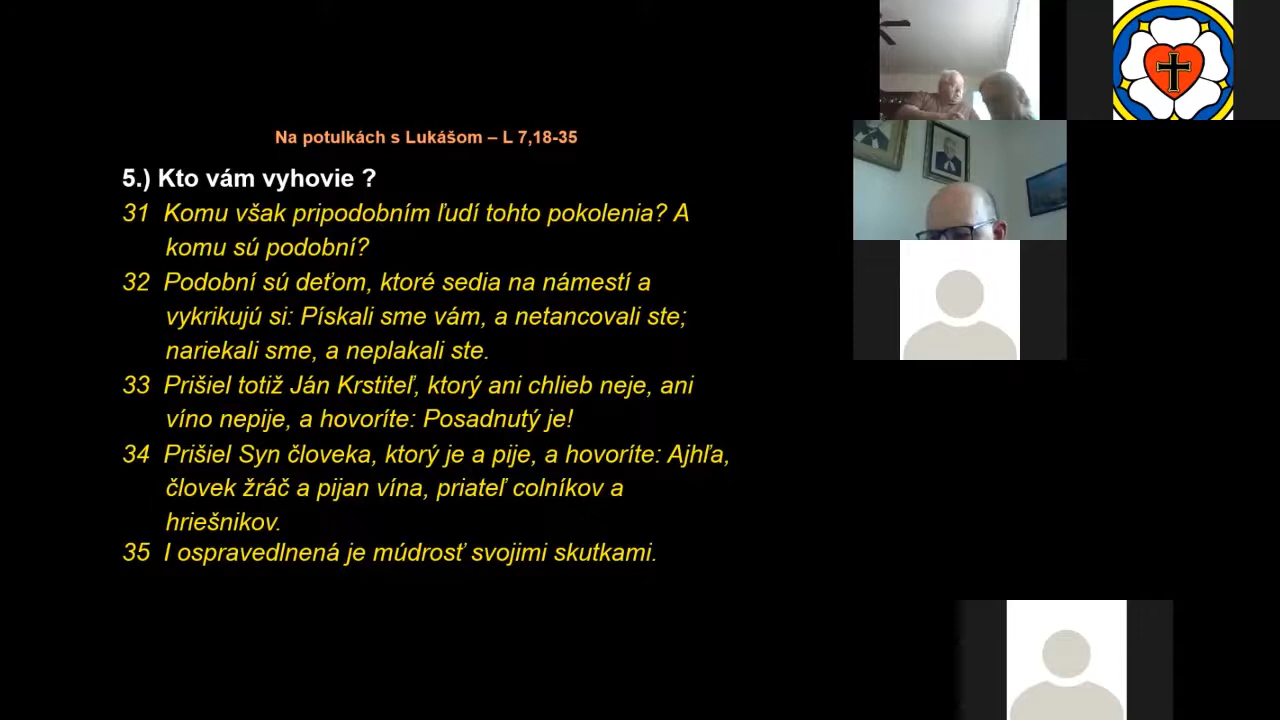 Na potulkách s Lukášom – L 7,18-35
5.) Kto vám vyhovie ?
31 Komu však pripodobním ľudí tohto pokolenia? A
komu sú podobní?
32 Podobní sú deťom, ktoré sedia na námestí a
vykrikujú si: Pískali sme vám, a netancovali ste;
nariekali sme, a neplakali ste.
33 Prišiel totiž Ján Krstiteľ, ktorý ani chlieb neje, ani
víno nepije, a hovoríte: Posadnutý je!
34 Prišiel Syn človeka, ktorý je a pije, a hovoríte: Ajhľa,
človek žráč a pijan vína, priateľ colníkov a
hriešnikov.
35 I ospravedlnená je múdrosť svojimi skutkami.